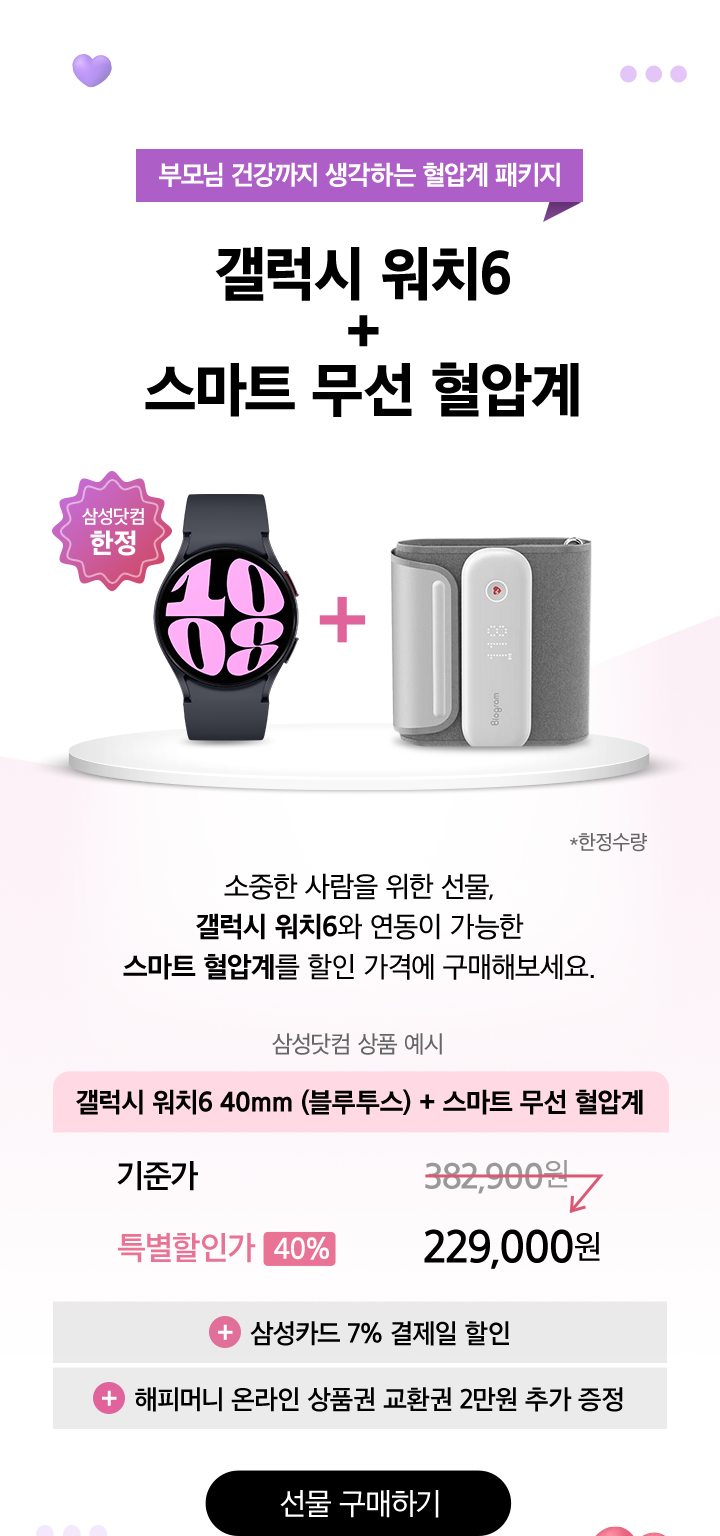 부모님 건강까지 생각하는 혈압계 패키지
갤럭시 워치6
+
스마트 무선 혈압계
삼성닷컴
한정
10
08
+
Biogram
*한정수량
소중한 사람을 위한 선물,
갤럭시 워치6와 연동이 가능한
스마트 혈압계를 할인 가격에 구매해보세요.
삼성닷컴 상품 예시
갤럭시 워치6 40mm (블루투스) + 스마트 무선 혈압계
기준가 382,900원
특별할인가 40% 229,000원
+ 삼성카드 7% 결제일 할인
+ 해피머니 온라인 상품권 교환권 2만원 추가 증정
선물 구매하기